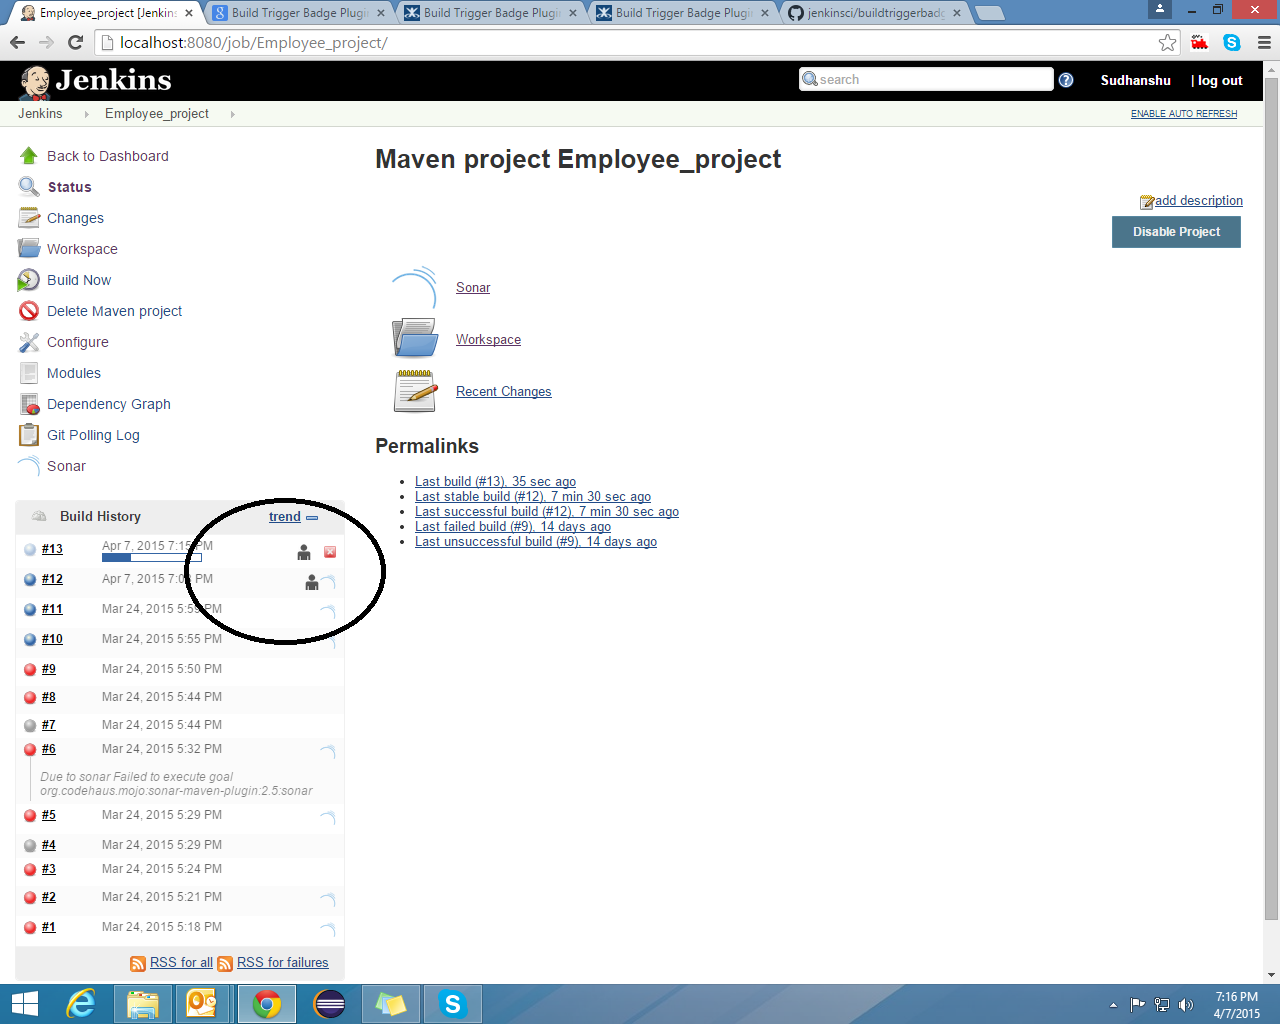 Employee_project [Jenkins
Build Trigger Badge Plugin
Build Trigger Badge Plugin
Build Trigger Badge Plugin
jenkinsci/buildtriggerbadg
localhost:8080/job/Employee_project/
Jenkins
search
Sudhanshu
| log out
Jenkins
Employee_project
ENABLE AUTO REFRESH
Back to Dashboard
Status
Changes
Workspace
Build Now
Delete Maven project
Configure
Modules
Dependency Graph
Git Polling Log
Sonar
Maven project Employee_project
add description
Disable Project
Sonar
Workspace
Recent Changes
Permalinks
Last build (#13), 35 sec ago
Last stable build (#12), 7 min 30 sec ago
Last successful build (#12), 7 min 30 sec ago
Last failed build (#9), 14 days ago
Last unsuccessful build (#9), 14 days ago
Build History
trend
#13 Apr 7, 2015 7:15 PM
#12 Apr 7, 2015 PM
#11 Mar 24, 2015 5:59 PM
#10 Mar 24, 2015 5:55 PM
#9 Mar 24, 2015 5:50 PM
#8 Mar 24, 2015 5:44 PM
#7 Mar 24, 2015 5:44 PM
#6 Mar 24, 2015 5:32 PM
Due to sonar Failed to execute goal
org.codehaus.mojo:sonar-maven-plugin:2.5:sonar
#5 Mar 24, 2015 5:29 PM
#4 Mar 24, 2015 5:29 PM
#3 Mar 24, 2015 5:24 PM
#2 Mar 24, 2015 5:21 PM
#1 Mar 24, 2015 5:18 PM
RSS for all
RSS for failures
7:16 PM
4/7/2015